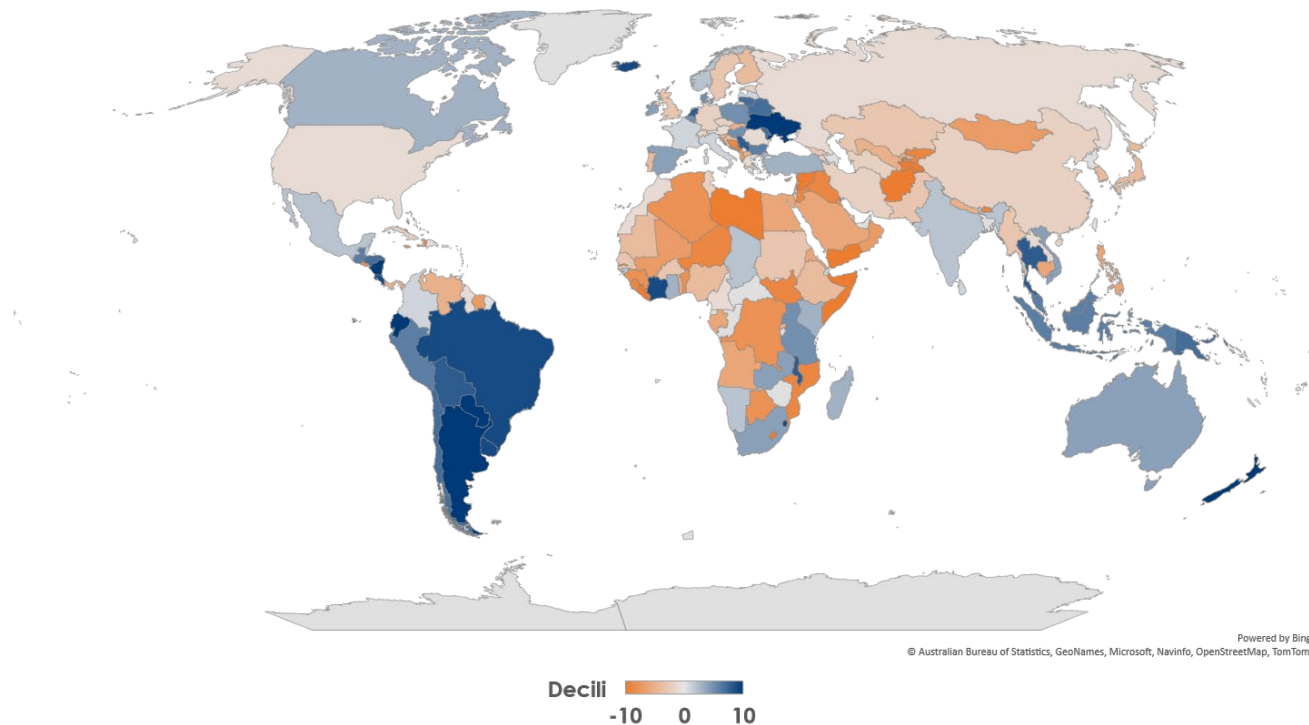 Powered by Bing
© Australian Bureau of Statistics, GeoNames, Microsoft, Navinfo, OpenStreetMap, TomTom
Decili
-10 0 10